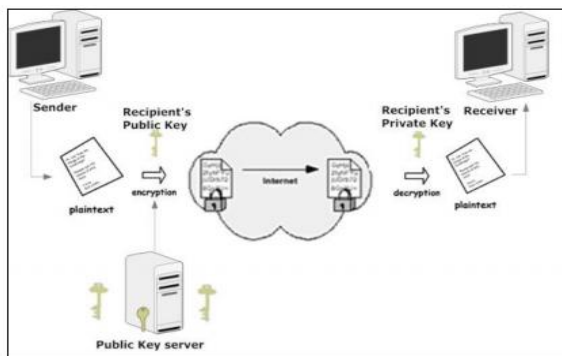 Sender
Receiver
Recipient's
Public Key
Recipient's
Private Key
plaintext
encryption
Internet
decryption
plaintext
Public Key server